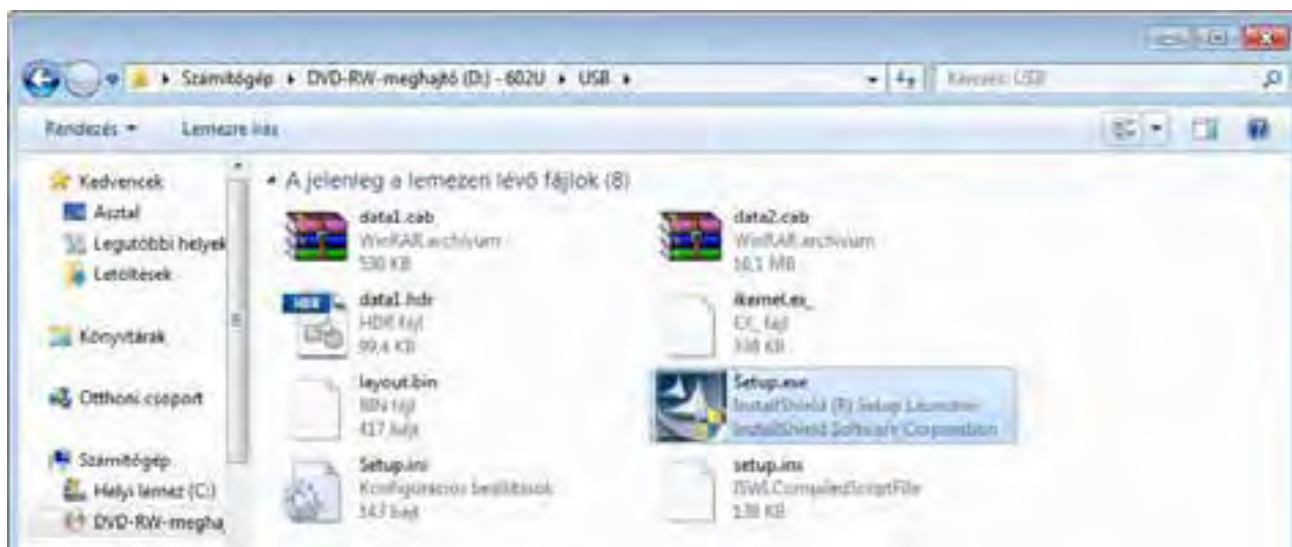 Számítógép ▸ DVD-RW-meghajtó (D:) - 602U ▸ USB ▸
Keresés: USB
Rendezés
Lemezre írás
Kedvencek
Asztal
Legutóbbi helyek
Letöltések
Könyvtárak
Otthoni csoport
Számítógép
Helyi lemez (C:)
DVD-RW-megha
A jelenleg a lemezen lévő fájlok (8)
data1.cab
WinRAR archívum
530 KB
data2.cab
WinRAR archívum
16,1 MB
data1.hdr
HDR fájl
99,4 KB
ikernel.ex_
EX_ fájl
338 KB
layout.bin
BIN fájl
417 bájt
Setup.exe
InstallShield (R) Setup Launcher
InstallShield Software Corporation
Setup.ini
Konfigurációs beállítások
147 bájt
setup.inx
ISWI.CompiledScriptFile
138 KB